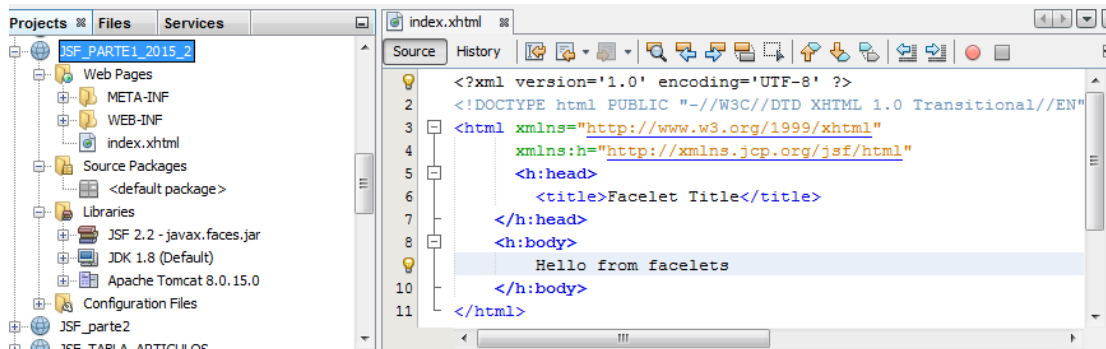 Projects Files Services
JSF_PARTE1_2015_2
Web Pages
META-INF
WEB-INF
index.xhtml
Source Packages
<default package>
Libraries
JSF 2.2 - javax.faces.jar
JDK 1.8 (Default)
Apache Tomcat 8.0.15.0
Configuration Files
JSF_parte2
JSF_TABLA_ARTICULOS
index.xhtml
Source History
<?xml version='1.0' encoding='UTF-8' ?>
2 <!DOCTYPE html PUBLIC "-//W3C//DTD XHTML 1.0 Transitional//EN"
3 <html xmlns="http://www.w3.org/1999/xhtml"
4 xmlns:h="http://xmlns.jcp.org/jsf/html"
5 <h:head>
6 <title>Facelet Title</title>
7 </h:head>
8 <h:body>
Hello from facelets
10 </h:body>
11 </html>